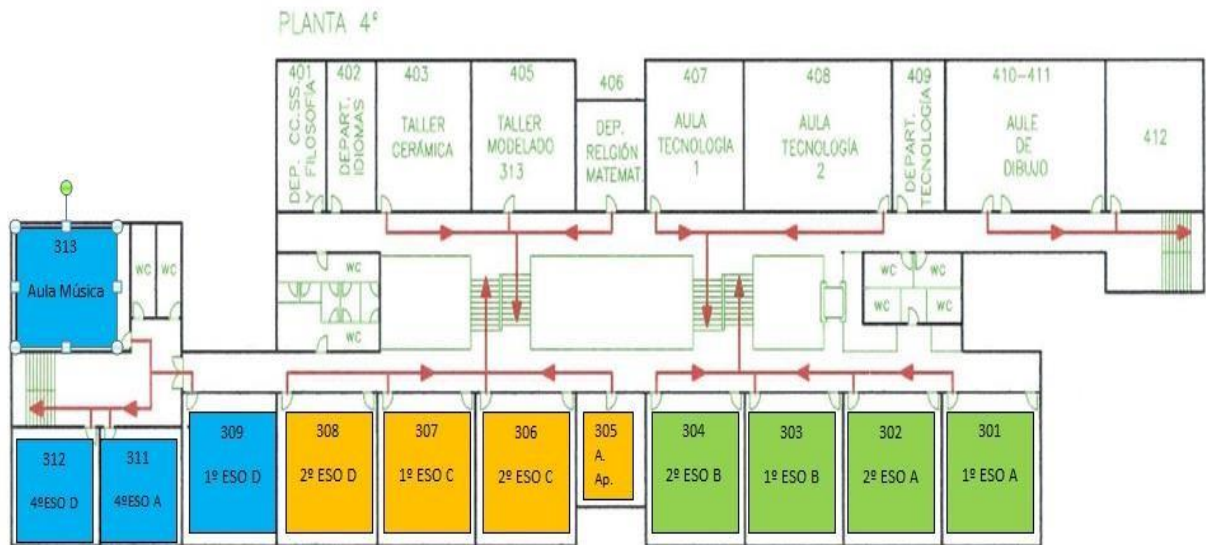 PLANTA 4ª
401
DEP. CC.SS.
Y FILOSOFÍA
402
DEPART.
IDIOMAS
403
TALLER
CERÁMICA
405
TALLER
MODELADO
313
406
DEP.
RELGIÓN
MATEMAT.
407
AULA
TECNOLOGÍA
1
408
AULA
TECNOLOGÍA
2
409
DEPART.
TECNOLOGÍA
410-411
AULE
DE
DIBUJO
412
313
Aula Música
WC
WC
WC
WC
WC
WC
WC
WC
312
4ºESO D
311
4ºESO A
309
1º ESO D
308
2º ESO D
307
1º ESO C
306
2º ESO C
305
A.
Ap.
304
2º ESO B
303
1º ESO B
302
2º ESO A
301
1º ESO A